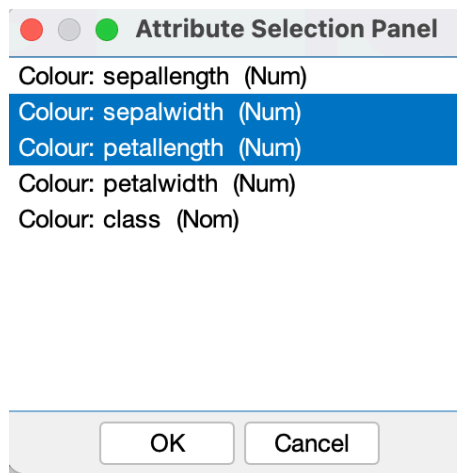 Attribute Selection Panel
Colour: sepallength (Num)
Colour: sepalwidth (Num)
Colour: petallength (Num)
Colour: petalwidth (Num)
Colour: class (Nom)
OK Cancel